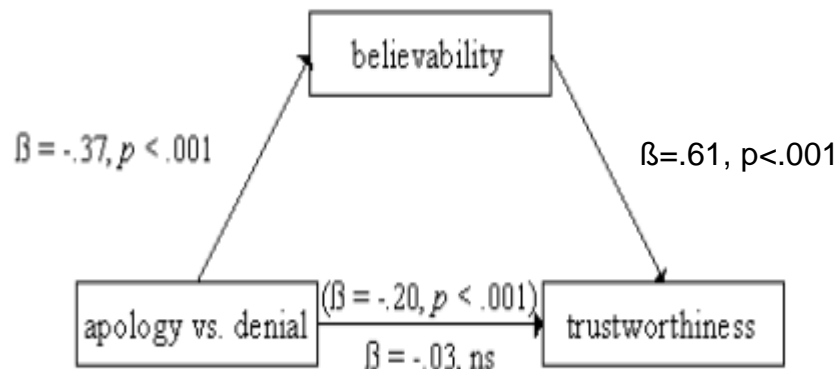 believability
ß = -.37, p < .001
ß=.61, p<.001
(ß = -.20, p < .001)
apology vs. denial
trustworthiness
ß = -.03, ns